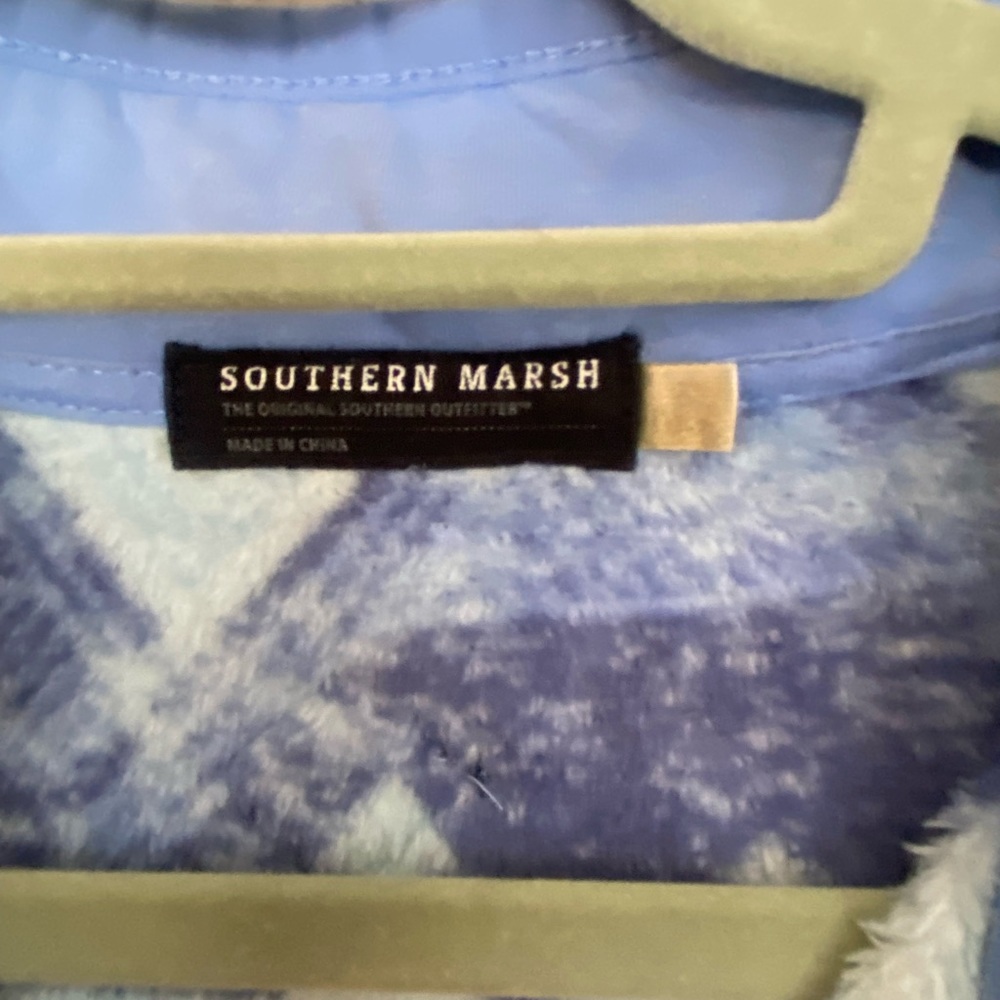 SOUTHERN MARSH
THE ORIGINAL SOUTHERN OUTFITTER™
MADE IN CHINA